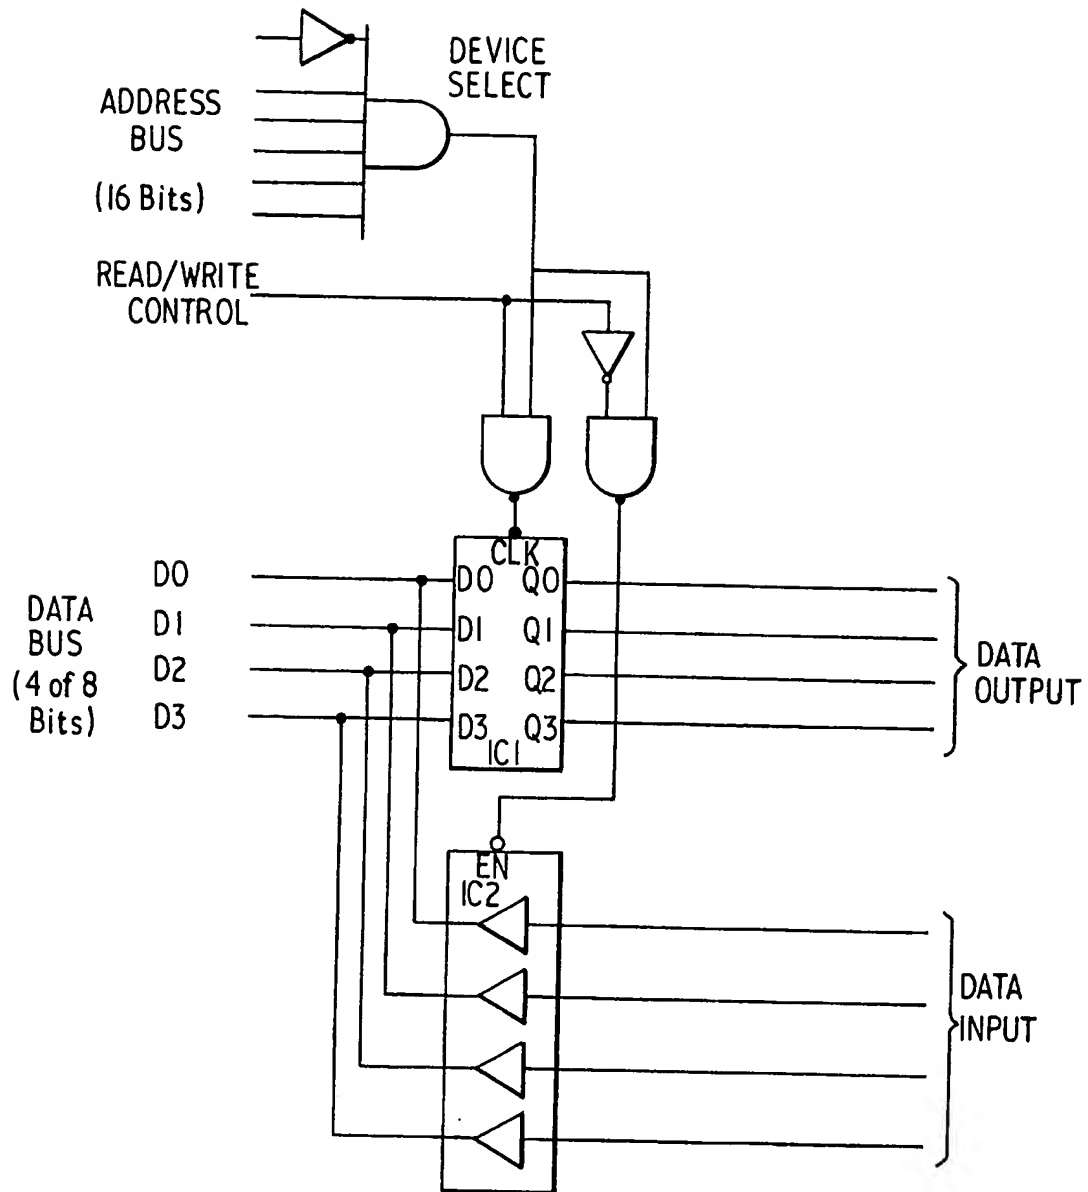 DEVICE
SELECT
ADDRESS
BUS
(16 Bits)
READ/WRITE
CONTROL
CLK
D0
D1
D2
D3
DATA
BUS
(4 of 8
Bits)
D0
D1
D2
D3
Q0
Q1
Q2
Q3
IC1
DATA
OUTPUT
EN
IC2
DATA
INPUT